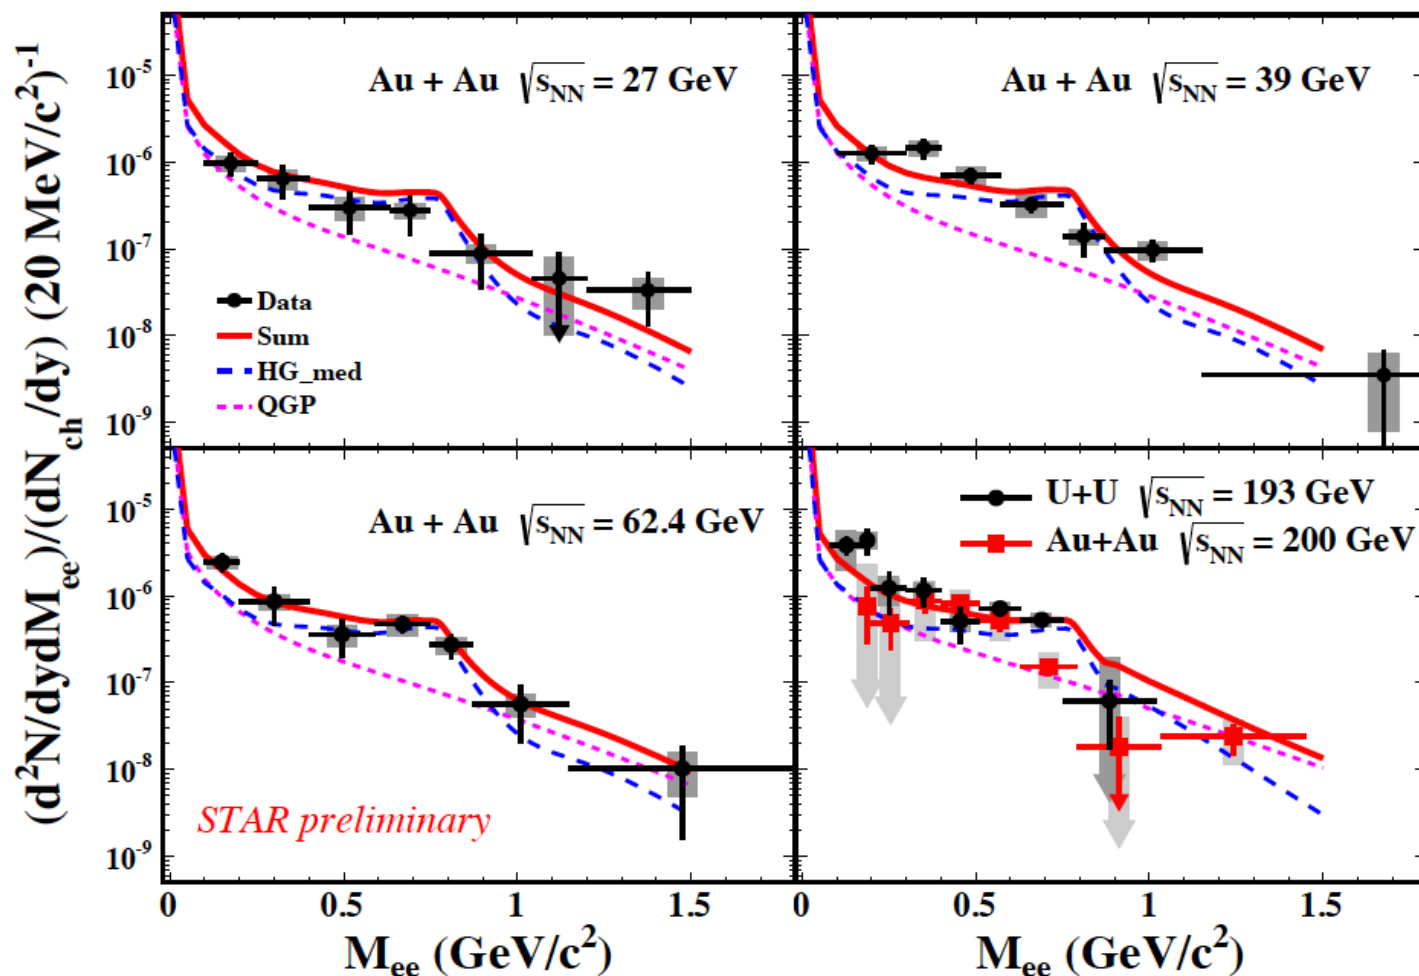 (d²N/dydM_ee)/(dN_ch/dy) (20 MeV/c²)⁻¹
Au + Au √s_NN = 27 GeV
Au + Au √s_NN = 39 GeV
10⁻⁵
10⁻⁶
10⁻⁷
10⁻⁸
10⁻⁹
Data
Sum
HG_med
QGP
Au + Au √s_NN = 62.4 GeV
U+U √s_NN = 193 GeV
Au+Au √s_NN = 200 GeV
10⁻⁵
10⁻⁶
10⁻⁷
10⁻⁸
10⁻⁹
STAR preliminary
0 0.5 1 1.5
0 0.5 1 1.5
M_ee (GeV/c²)
M_ee (GeV/c²)